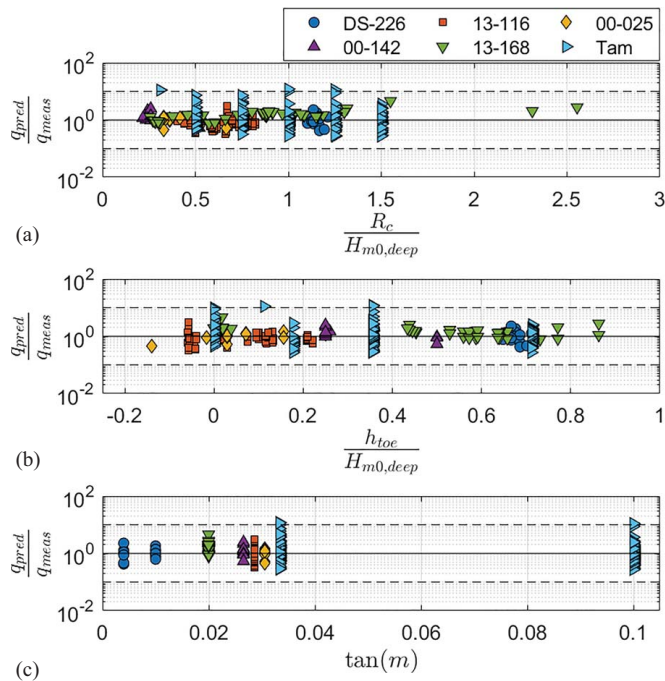 DS-226 13-116 00-025
00-142 13-168 Tam
10^2
10^0
10^-2
q_pred/q_meas
0 0.5 1 1.5 2 2.5 3
(a)
R_c/H_m0,deep
10^2
10^0
10^-2
q_pred/q_meas
-0.2 0 0.2 0.4 0.6 0.8 1
(b)
h_toe/H_m0,deep
10^2
10^0
10^-2
q_pred/q_meas
0 0.02 0.04 0.06 0.08 0.1
(c)
tan(m)